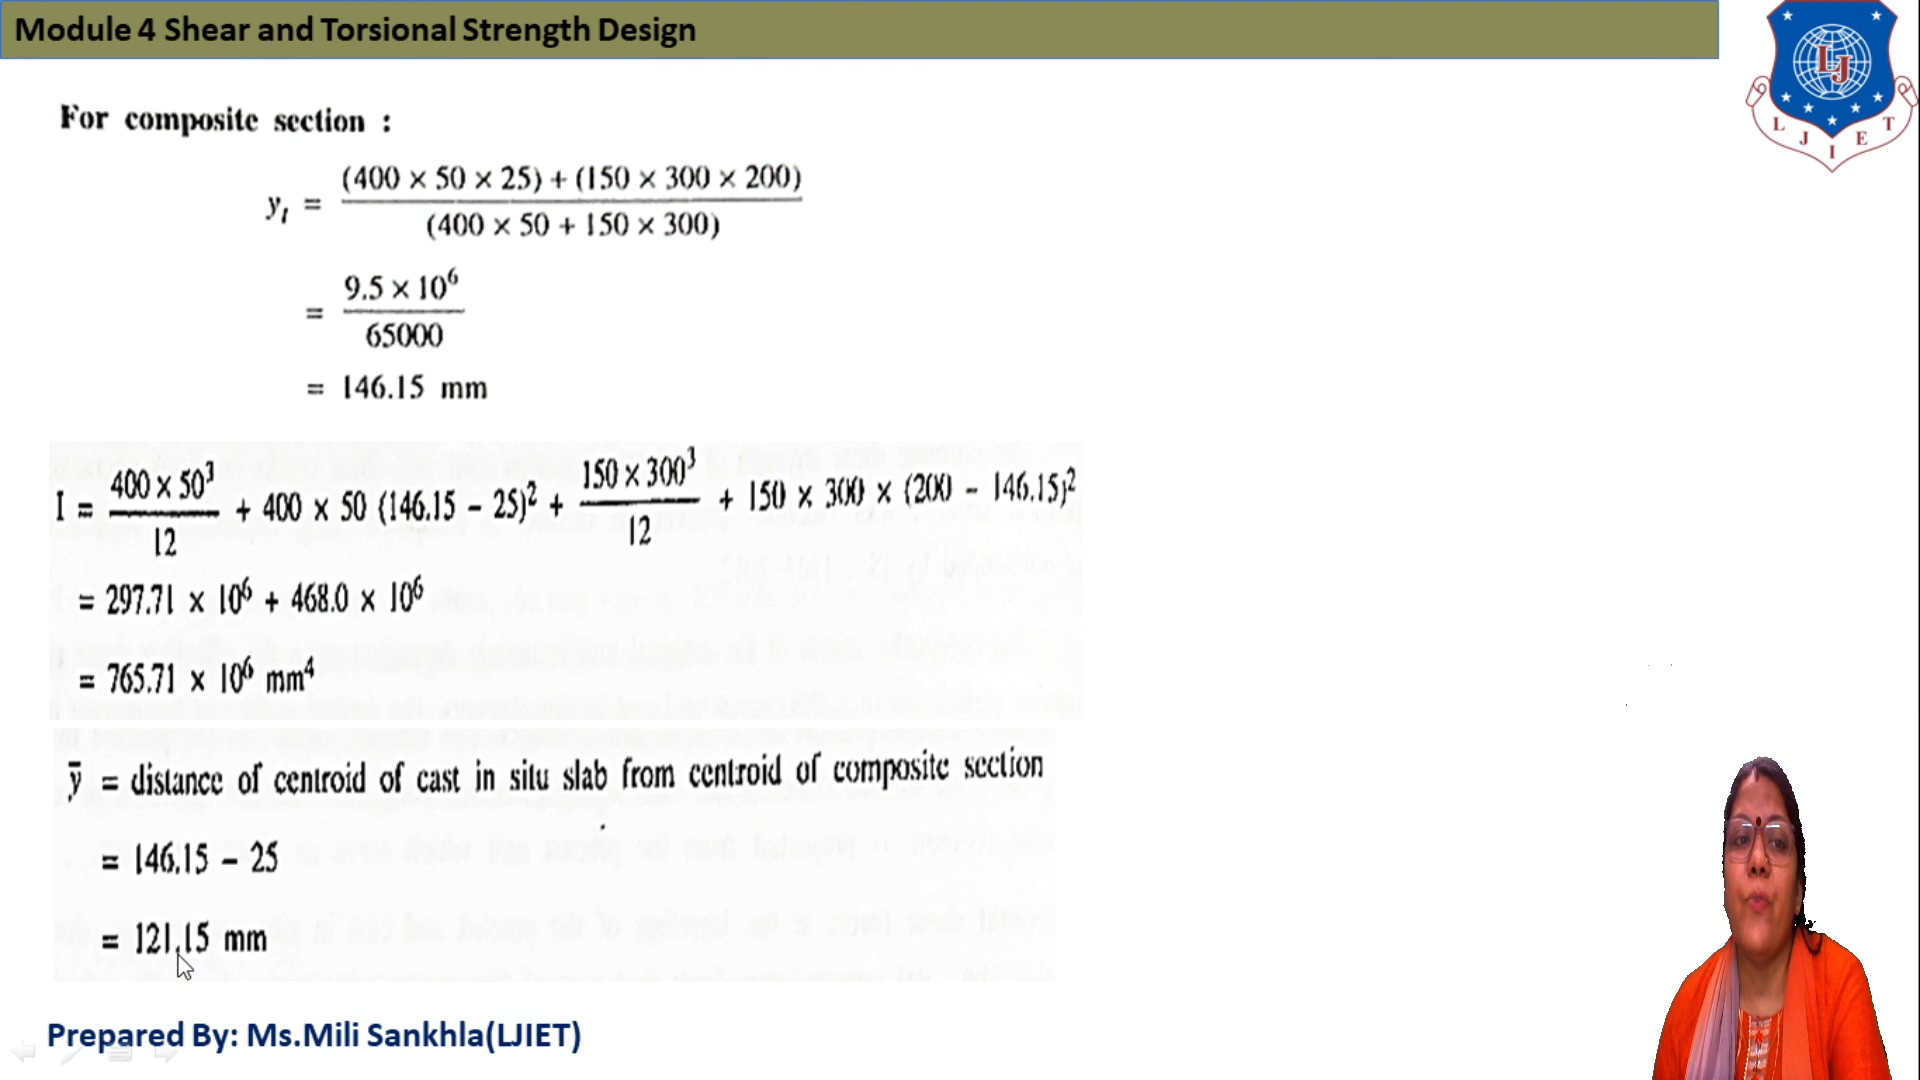 Module 4 Shear and Torsional Strength Design
LJ
L J I E T
For composite section :
y_t = (400 × 50 × 25) + (150 × 300 × 200) / (400 × 50 + 150 × 300)
= 9.5 × 10^6 / 65000
= 146.15 mm
I = 400 × 50^3 / 12 + 400 × 50 (146.15 – 25)^2 + 150 × 300^3 / 12 + 150 × 300 × (200 – 146.15)^2
= 297.71 × 10^6 + 468.0 × 10^6
= 765.71 × 10^6 mm^4
ȳ = distance of centroid of cast in situ slab from centroid of composite section
= 146.15 – 25
= 121.15 mm
Prepared By: Ms.Mili Sankhla(LJIET)